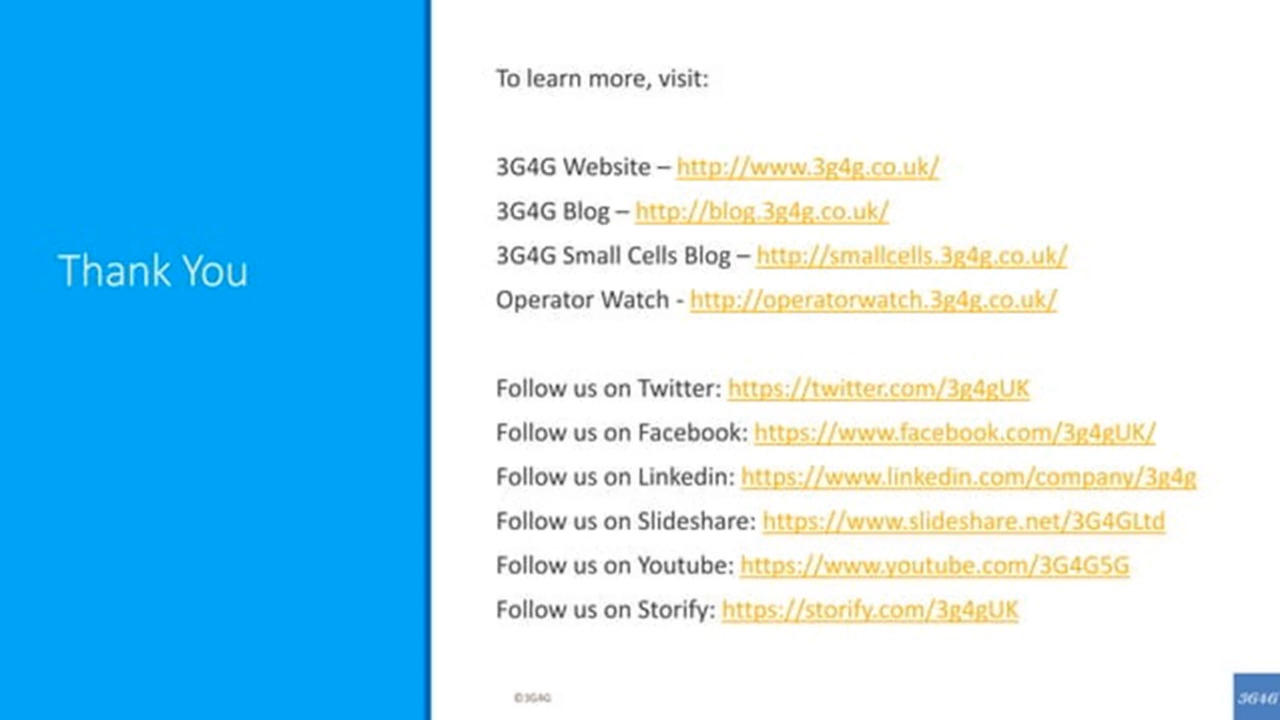 Thank You
To learn more, visit:
3G4G Website – http://www.3g4g.co.uk/
3G4G Blog – http://blog.3g4g.co.uk/
3G4G Small Cells Blog – http://smallcells.3g4g.co.uk/
Operator Watch - http://operatorwatch.3g4g.co.uk/
Follow us on Twitter: https://twitter.com/3g4gUK
Follow us on Facebook: https://www.facebook.com/3g4gUK/
Follow us on Linkedin: https://www.linkedin.com/company/3g4g
Follow us on Slideshare: https://www.slideshare.net/3G4GLtd
Follow us on Youtube: https://www.youtube.com/3G4G5G
Follow us on Storify: https://storify.com/3g4gUK
©3G4G
3G4G